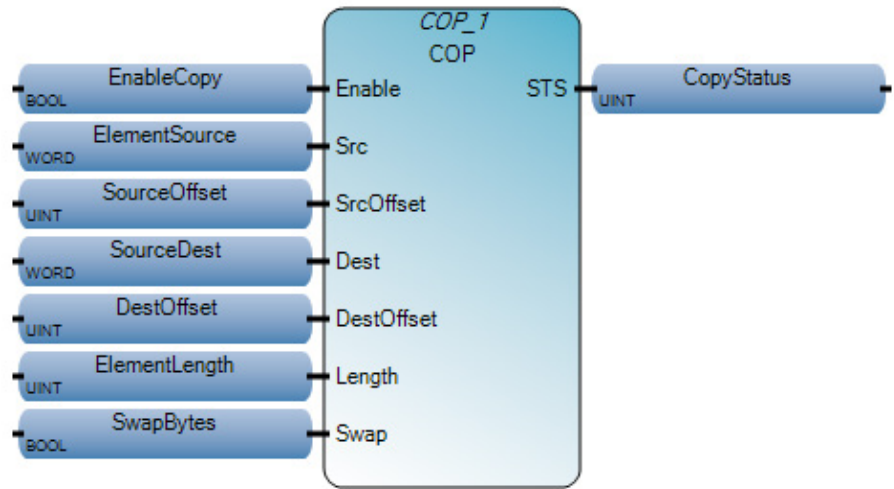 COP_1
COP
EnableCopy
BOOL
Enable
STS
CopyStatus
UINT
ElementSource
WORD
Src
SourceOffset
UINT
SrcOffset
SourceDest
WORD
Dest
DestOffset
UINT
DestOffset
ElementLength
UINT
Length
SwapBytes
BOOL
Swap